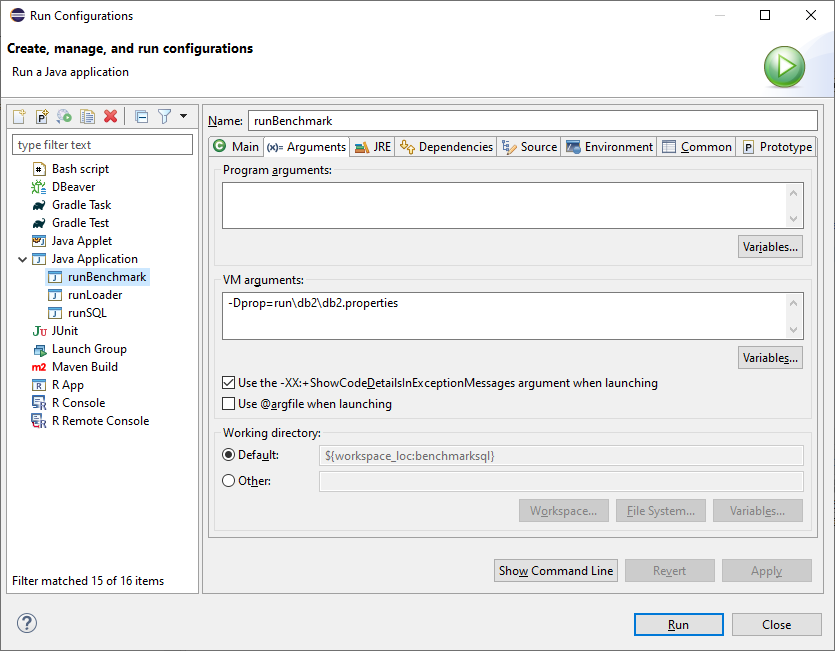 Run Configurations
Create, manage, and run configurations
Run a Java application
type filter text
Bash script
DBeaver
Gradle Task
Gradle Test
Java Applet
Java Application
runBenchmark
runLoader
runSQL
Ju JUnit
Launch Group
m2 Maven Build
R R App
R Console
R Remote Console
Filter matched 15 of 16 items
Name: runBenchmark
Main (x)= Arguments JRE Dependencies Source Environment Common P Prototype
Program arguments:
Variables...
VM arguments:
-Dprop=run\db2\db2.properties
Variables...
Use the -XX:+ShowCodeDetailsInExceptionMessages argument when launching
Use @argfile when launching
Working directory:
Default: ${workspace_loc:benchmarksql}
Other:
Workspace... File System... Variables...
Show Command Line Revert Apply
? Run Close